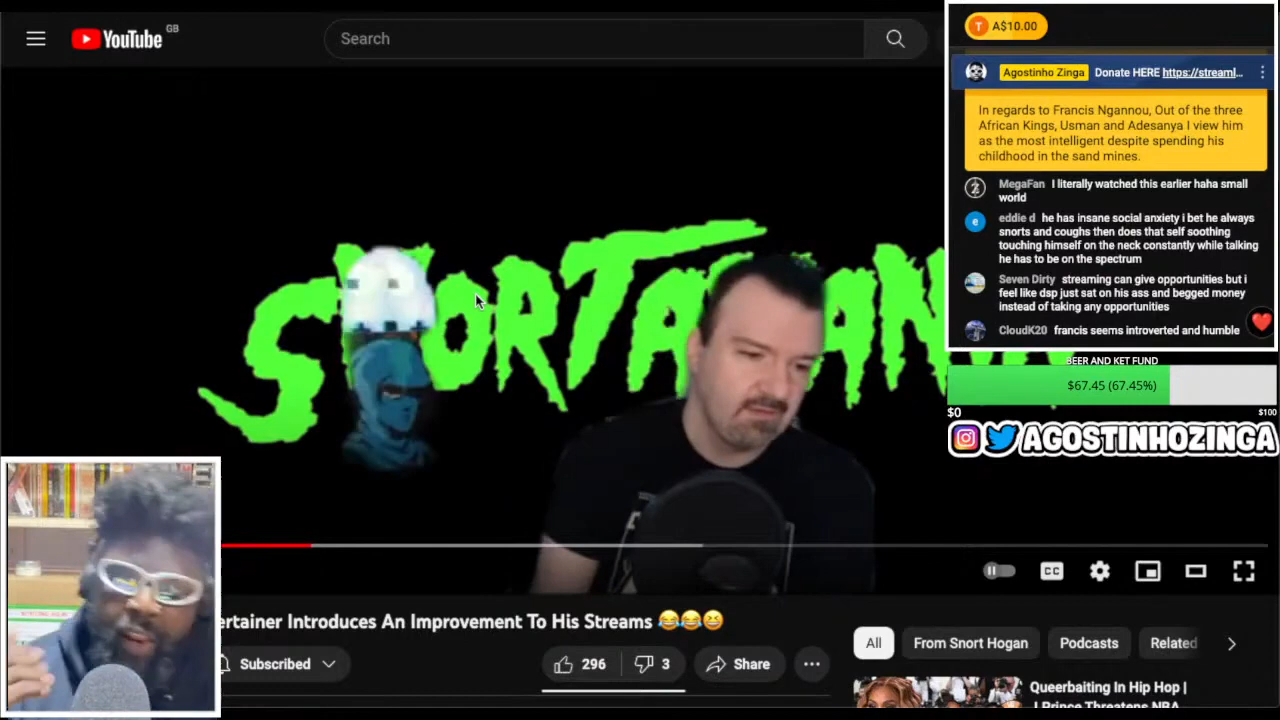 YouTube GB
Search
A$10.00
Agostinho Zinga Donate HERE https://streaml...
In regards to Francis Ngannou, Out of the three
African Kings, Usman and Adesanya I view him
as the most intelligent despite spending his
childhood in the sand mines.
MegaFan I literally watched this earlier haha small
world
eddie d he has insane social anxiety i bet he always
snorts and coughs then does that self soothing
touching himself on the neck constantly while talking
he has to be on the spectrum
Seven Dirty streaming can give opportunities but i
feel like dsp just sat on his ass and begged money
instead of taking any opportunities
CloudK20 francis seems introverted and humble
BEER AND KET FUND
$67.45 (67.45%)
$0 $100
AGOSTINHOZINGA
CC
ertainer Introduces An Improvement To His Streams 😂😂😆
Subscribed
296
3
Share
All
From Snort Hogan
Podcasts
Related
Queerbaiting In Hip Hop |